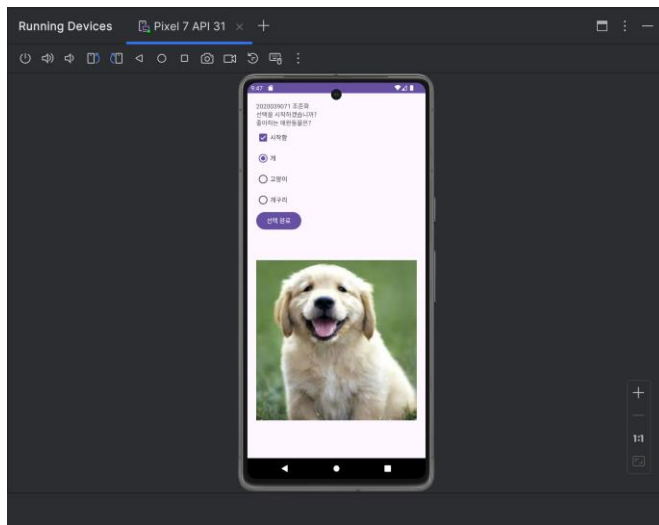 Running Devices
Pixel 7 API 31
9:47
2020039071 조은화
선택을 시작하겠습니까?
좋아하는 애완동물은?
시작함
개
고양이
개구리
선택 완료
1:1